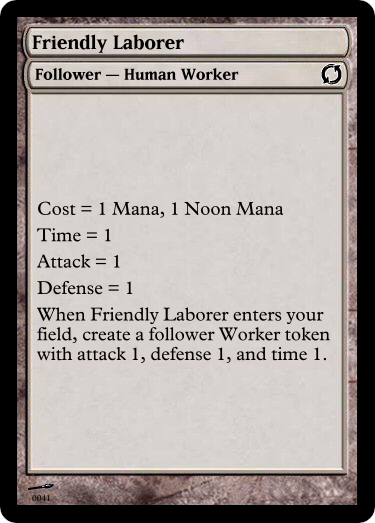 Friendly Laborer
Follower — Human Worker
Cost = 1 Mana, 1 Noon Mana
Time = 1
Attack = 1
Defense = 1
When Friendly Laborer enters your
field, create a follower Worker token
with attack 1, defense 1, and time 1.
0041